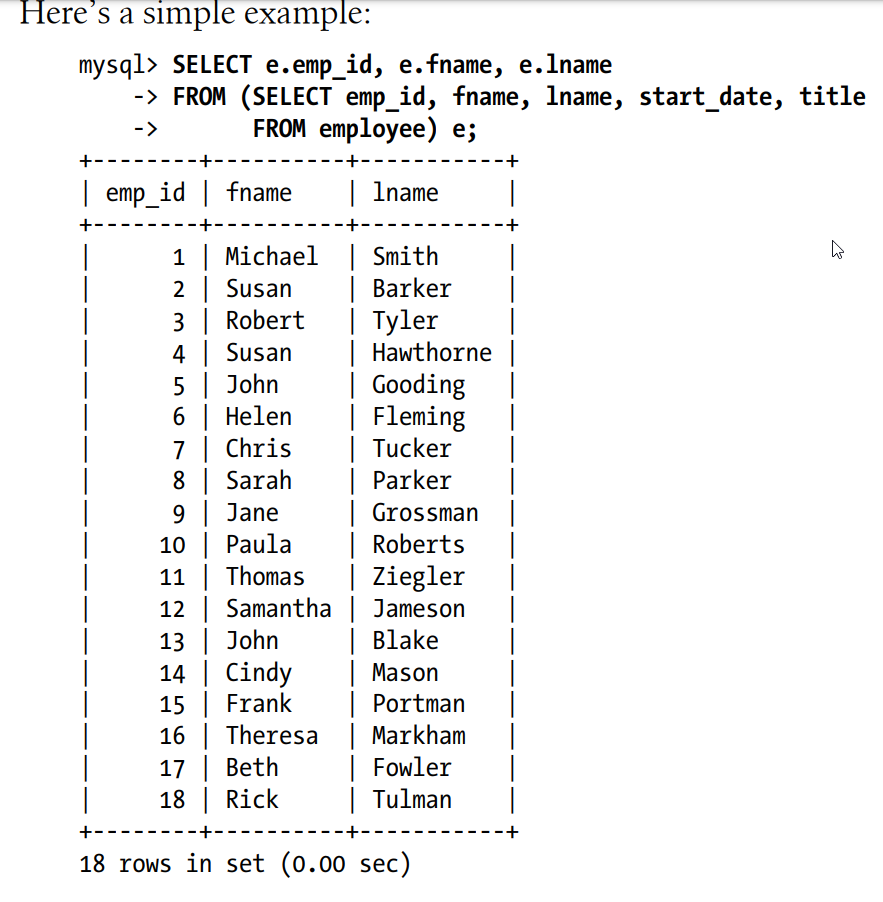 Here’s a simple example:
mysql> SELECT e.emp_id, e.fname, e.lname
    -> FROM (SELECT emp_id, fname, lname, start_date, title
    ->       FROM employee) e;
+--------+----------+-----------+
| emp_id | fname    | lname     |
+--------+----------+-----------+
|      1 | Michael  | Smith     |
|      2 | Susan    | Barker    |
|      3 | Robert   | Tyler     |
|      4 | Susan    | Hawthorne |
|      5 | John     | Gooding   |
|      6 | Helen    | Fleming   |
|      7 | Chris    | Tucker    |
|      8 | Sarah    | Parker    |
|      9 | Jane     | Grossman  |
|     10 | Paula    | Roberts   |
|     11 | Thomas   | Ziegler   |
|     12 | Samantha | Jameson   |
|     13 | John     | Blake     |
|     14 | Cindy    | Mason     |
|     15 | Frank    | Portman   |
|     16 | Theresa  | Markham   |
|     17 | Beth     | Fowler    |
|     18 | Rick     | Tulman    |
+--------+----------+-----------+
18 rows in set (0.00 sec)